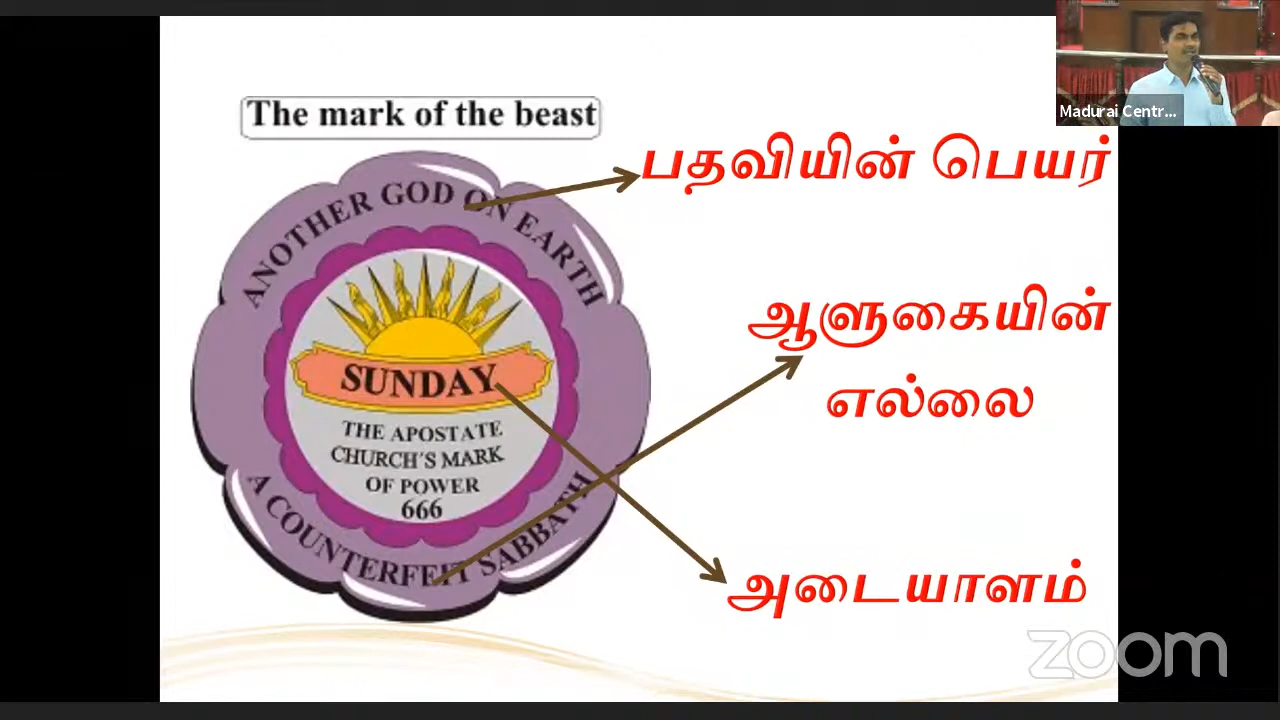 Madurai Centr...
The mark of the beast
ANOTHER GOD ON EARTH
SUNDAY
THE APOSTATE
CHURCH'S MARK
OF POWER
666
A COUNTERFEIT SABBATH
பதவியின் பெயர்
ஆளுகையின்
எல்லை
அடையாளம்
zoom